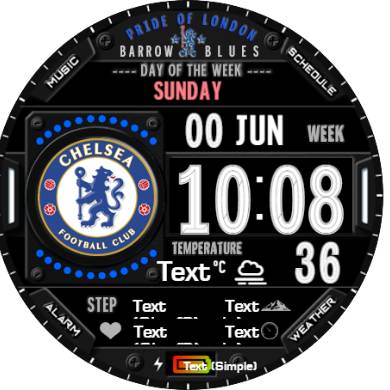 PRIDE OF LONDON
BARROW BLUES
---- DAY OF THE WEEK ----
SUNDAY
MUSIC
SCHEDULE
00 JUN WEEK
CHELSEA
FOOTBALL CLUB
10:08
TEMPERATURE
Text °C
36
STEP Text Text
Text Text
ALARM
WEATHER
Text (Simple)